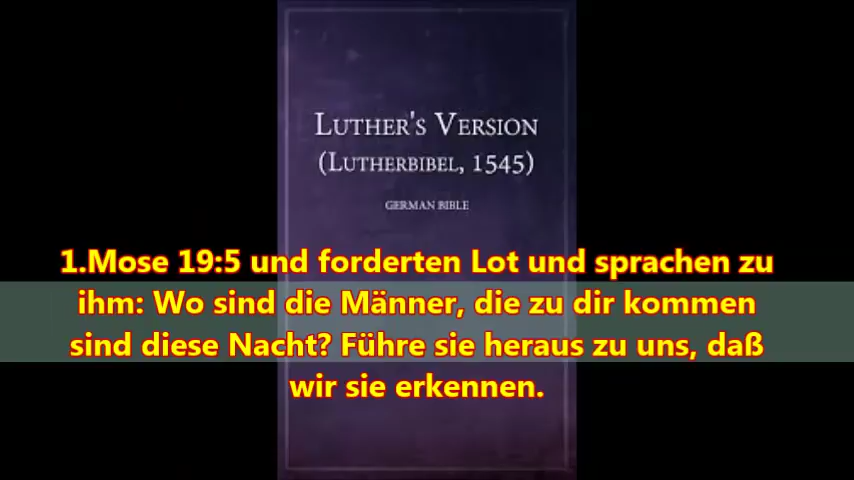 LUTHER'S VERSION
(LUTHERBIBEL, 1545)
GERMAN BIBLE
1.Mose 19:5 und forderten Lot und sprachen zu
ihm: Wo sind die Männer, die zu dir kommen
sind diese Nacht? Führe sie heraus zu uns, daß
wir sie erkennen.